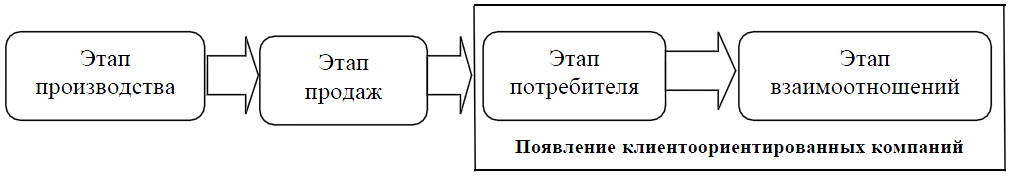 Этап
производства
Этап
продаж
Этап
потребителя
Этап
взаимоотношений
Появление клиентоориентированных компаний